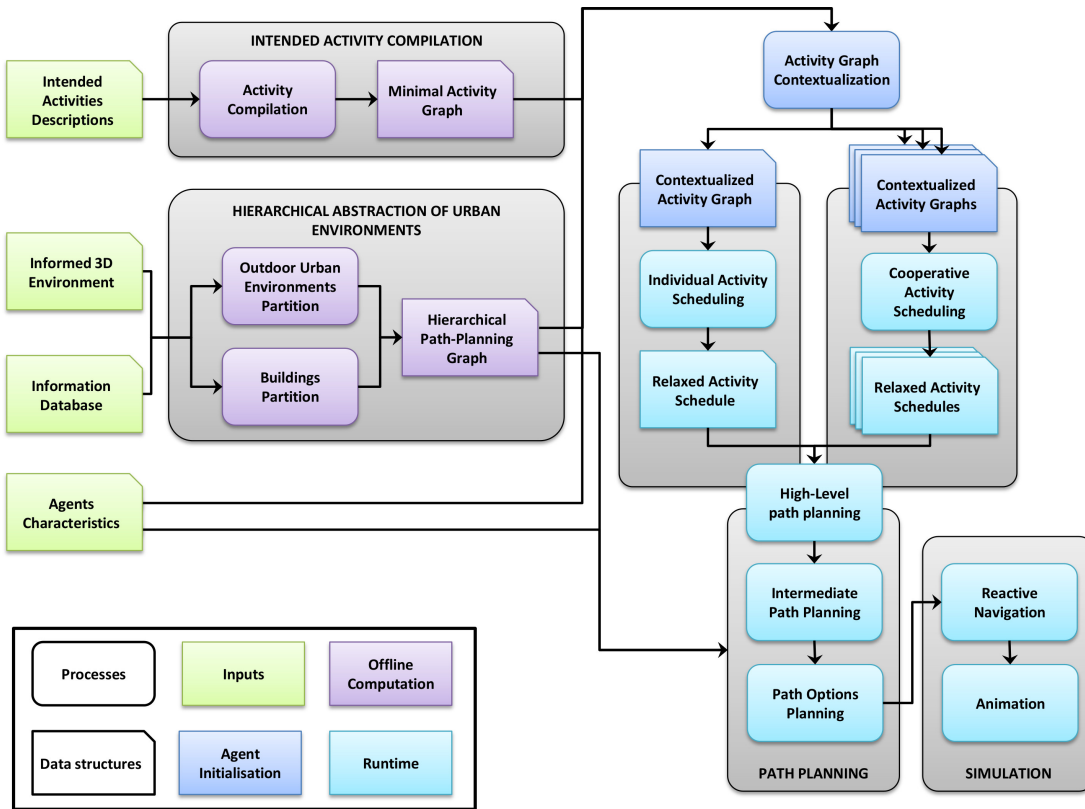 INTENDED ACTIVITY COMPILATION
Intended
Activities
Descriptions
Activity
Compilation
Minimal Activity
Graph
Activity Graph
Contextualization
HIERARCHICAL ABSTRACTION OF URBAN
ENVIRONMENTS
Informed 3D
Environment
Information
Database
Outdoor Urban
Environments
Partition
Buildings
Partition
Hierarchical
Path-Planning
Graph
Contextualized
Activity Graph
Individual Activity
Scheduling
Relaxed Activity
Schedule
Contextualized
Activity Graphs
Cooperative
Activity
Scheduling
Relaxed Activity
Schedules
Agents
Characteristics
High-Level
path planning
Intermediate
Path Planning
Path Options
Planning
PATH PLANNING
Reactive
Navigation
Animation
SIMULATION
Processes
Inputs
Offline
Computation
Data structures
Agent
Initialisation
Runtime